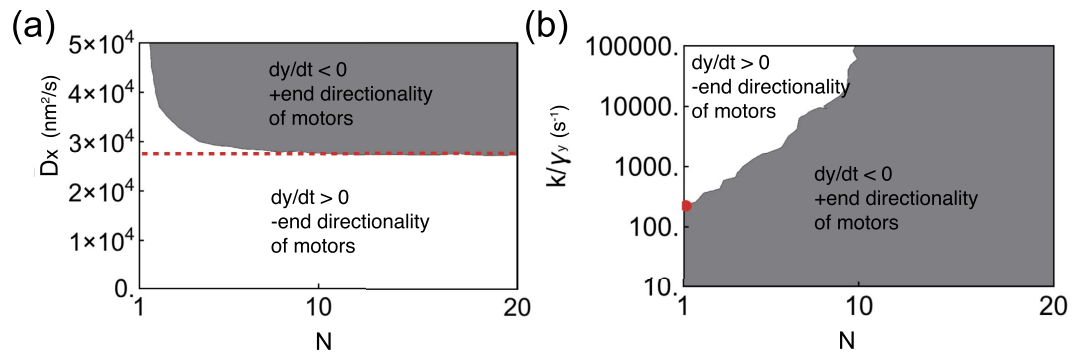 (a)
5×10⁴
4×10⁴
3×10⁴
2×10⁴
1×10⁴
0.
Dx (nm²/s)
dy/dt < 0
+end directionality
of motors
dy/dt > 0
-end directionality
of motors
1
10
20
N
(b)
100000.
10000.
1000.
100.
10.
k/γy (s⁻¹)
dy/dt > 0
-end directionality
of motors
dy/dt < 0
+end directionality
of motors
1
10
20
N